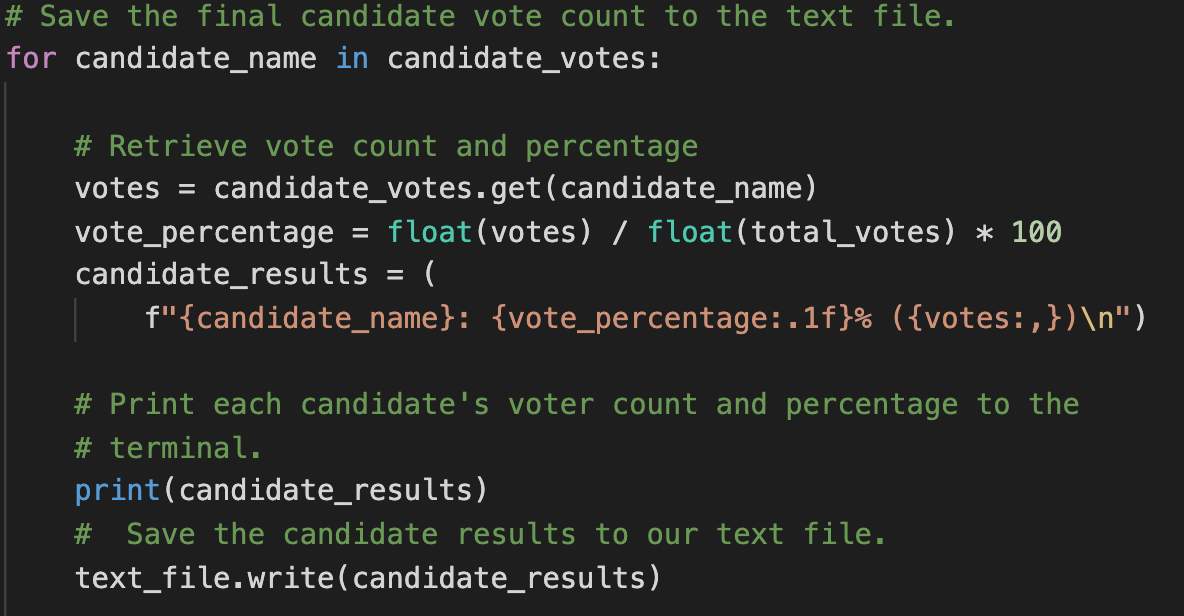 # Save the final candidate vote count to the text file.
for candidate_name in candidate_votes:
# Retrieve vote count and percentage
votes = candidate_votes.get(candidate_name)
vote_percentage = float(votes) / float(total_votes) * 100
candidate_results = (
f"{candidate_name}: {vote_percentage:.1f}% ({votes:,})\n")
# Print each candidate's voter count and percentage to the
# terminal.
print(candidate_results)
#  Save the candidate results to our text file.
text_file.write(candidate_results)